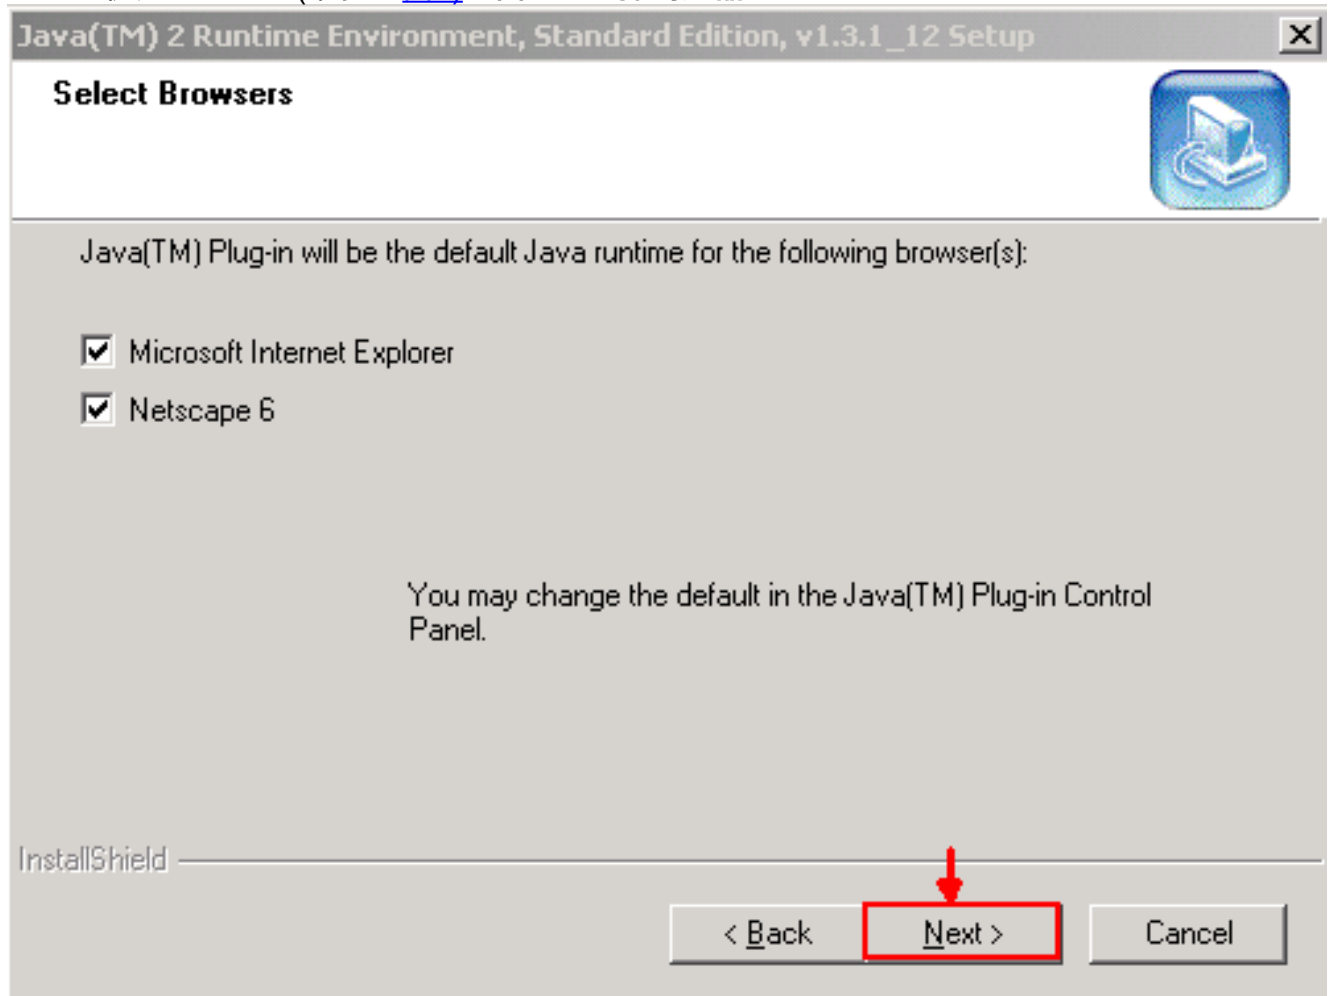 Java(TM) 2 Runtime Environment, Standard Edition, v1.3.1_12 Setup
Select Browsers
Java(TM) Plug-in will be the default Java runtime for the following browser(s):
Microsoft Internet Explorer
Netscape 6
You may change the default in the Java(TM) Plug-in Control
Panel.
InstallShield
< Back
Next >
Cancel